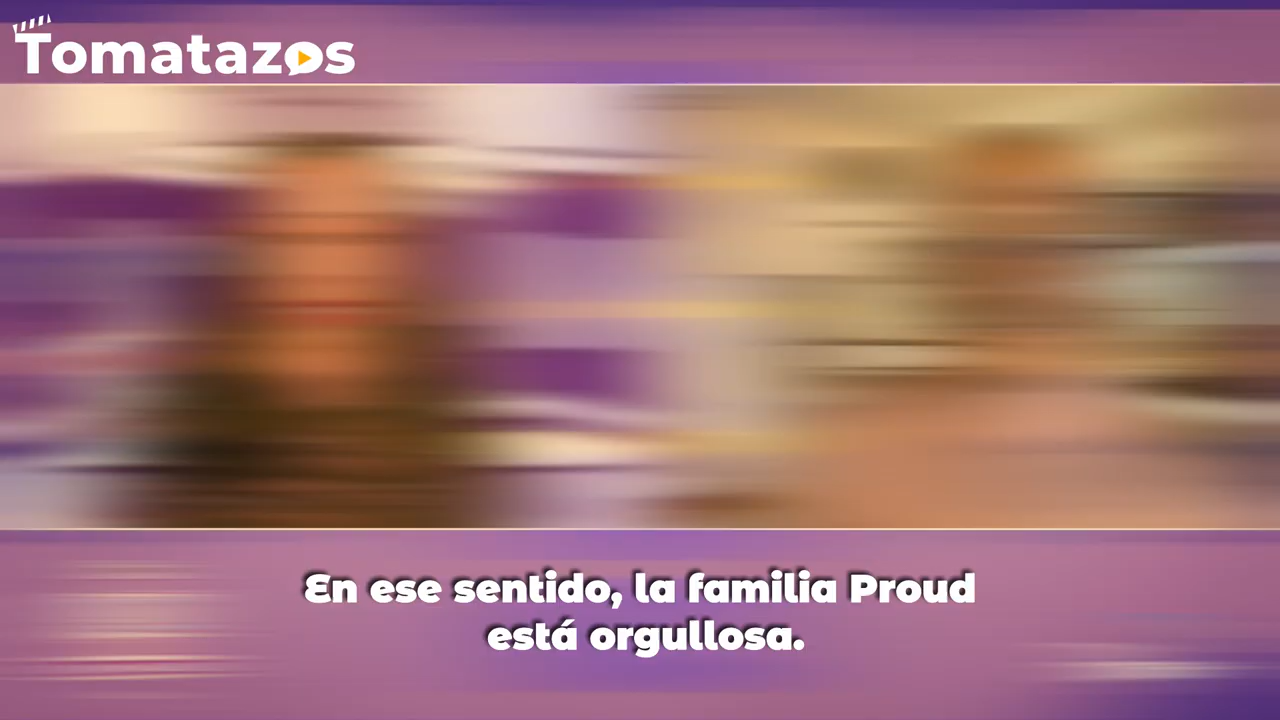 Tomatazos
En ese sentido, la familia Proud
está orgullosa.